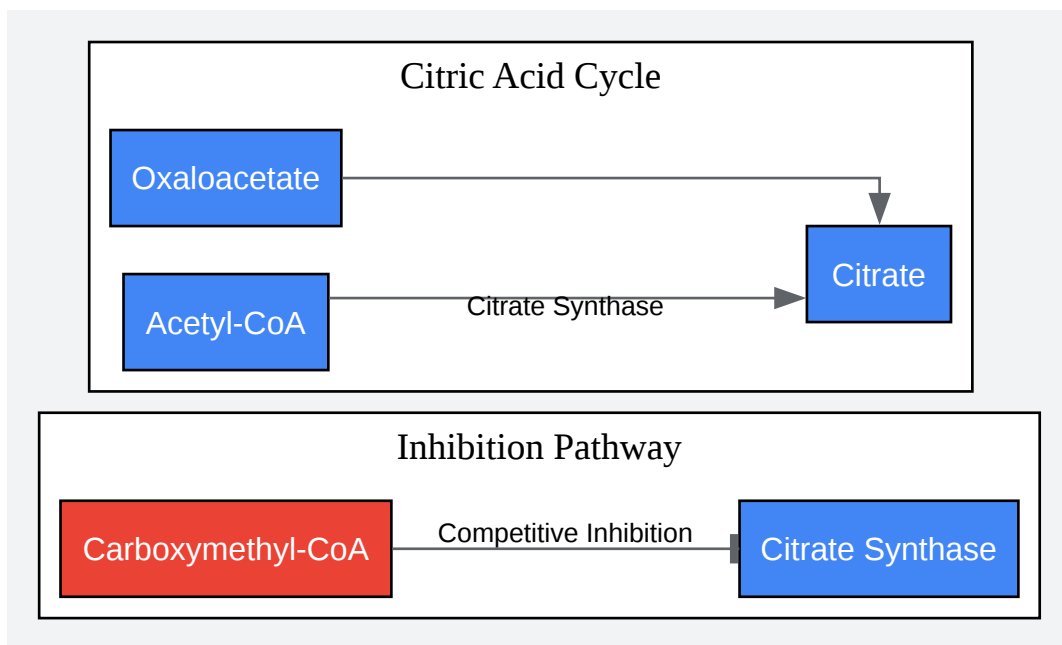 Citric Acid Cycle
Oxaloacetate
Citrate
Acetyl-CoA
Citrate Synthase
Inhibition Pathway
Carboxymethyl-CoA
Competitive Inhibition
Citrate Synthase